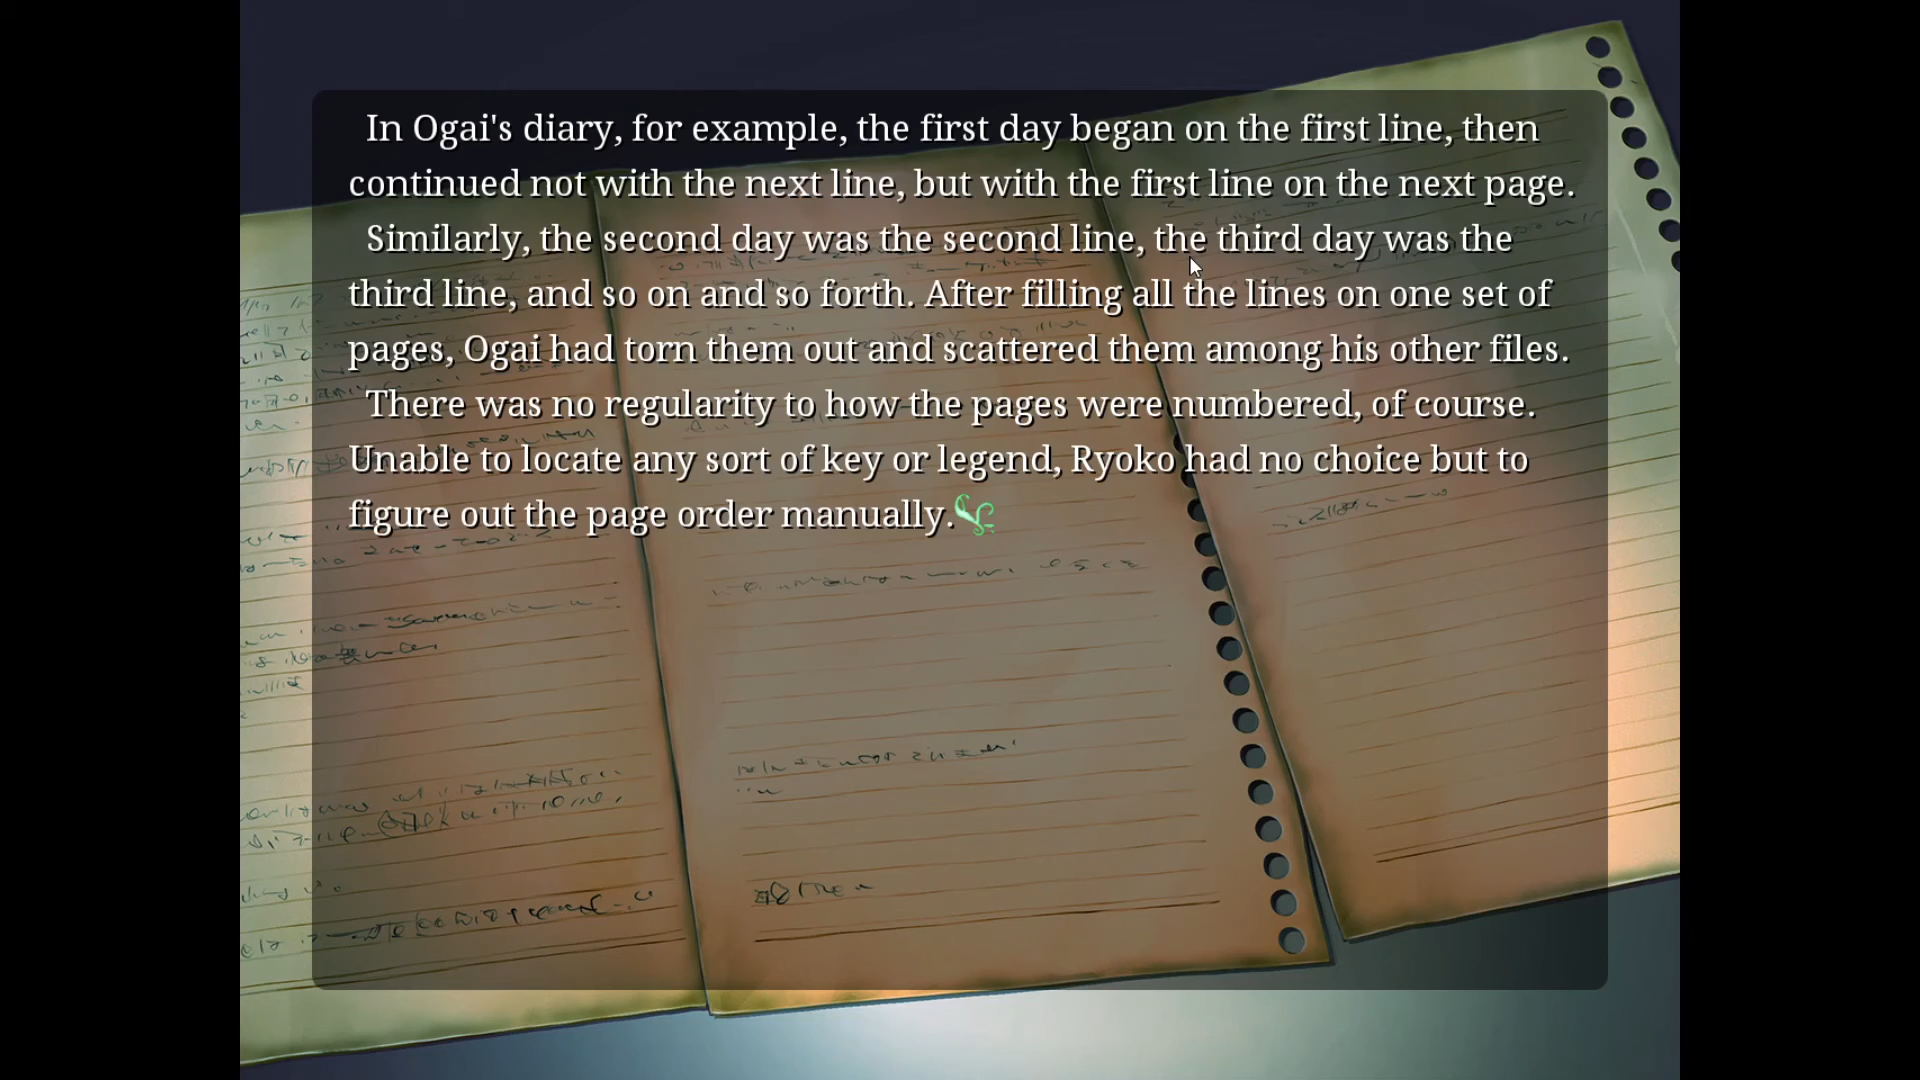 In Ogai's diary, for example, the first day began on the first line, then
continued not with the next line, but with the first line on the next page.
Similarly, the second day was the second line, the third day was the
third line, and so on and so forth. After filling all the lines on one set of
pages, Ogai had torn them out and scattered them among his other files.
There was no regularity to how the pages were numbered, of course.
Unable to locate any sort of key or legend, Ryoko had no choice but to
figure out the page order manually.